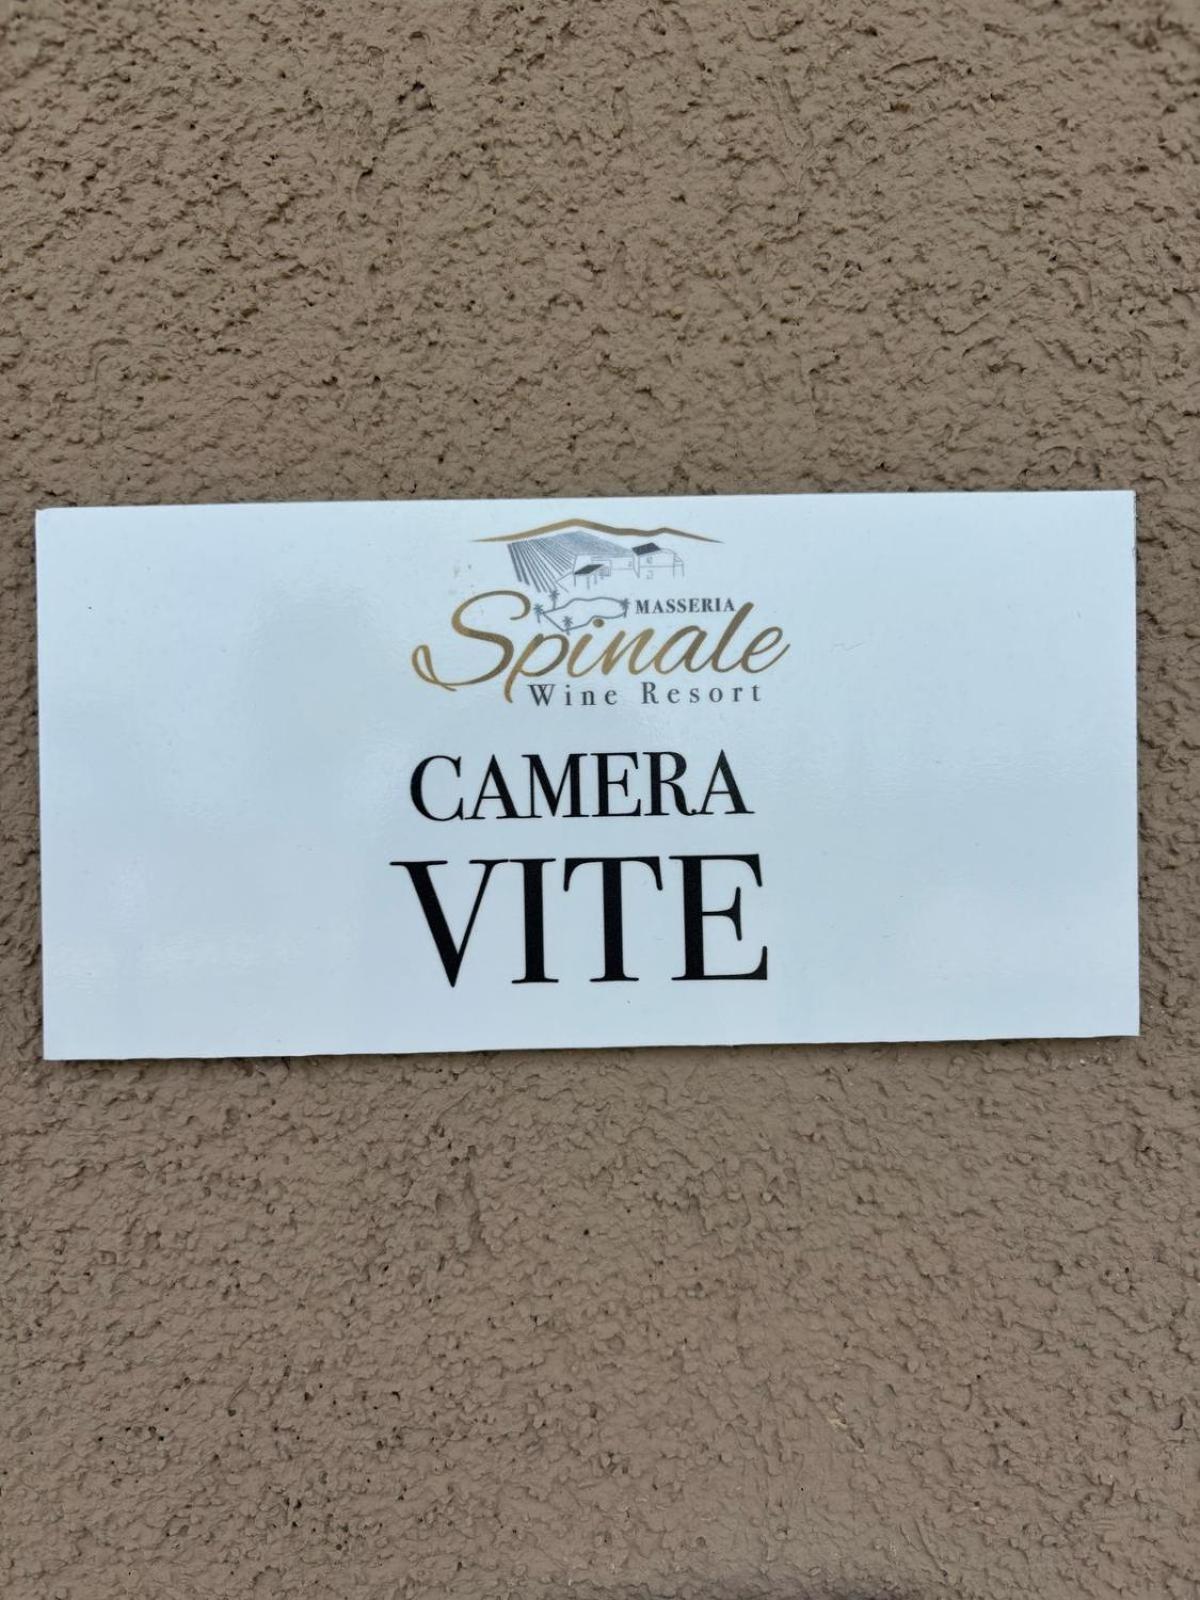 MASSERIA
Spinale
Wine Resort
CAMERA
VITE